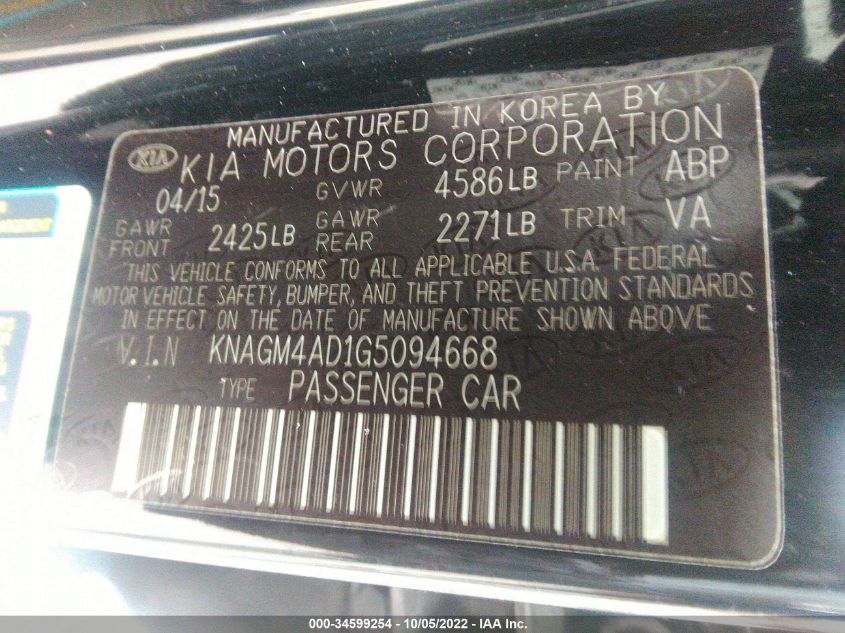 MANUFACTURED IN KOREA BY
KIA KIA MOTORS CORPORATION
04/15 GVWR 4586LB PAINT ABP
GAWR FRONT 2425LB GAWR REAR 2271LB TRIM VA
THIS VEHICLE CONFORMS TO ALL APPLICABLE U.S.A. FEDERAL
MOTOR VEHICLE SAFETY, BUMPER, AND THEFT PREVENTION STANDARDS
IN EFFECT ON THE DATE OF MANUFACTURE SHOWN ABOVE
V.I.N KNAGM4AD1G5094668
TYPE PASSENGER CAR
000-34599254 - 10/05/2022 - IAA Inc.